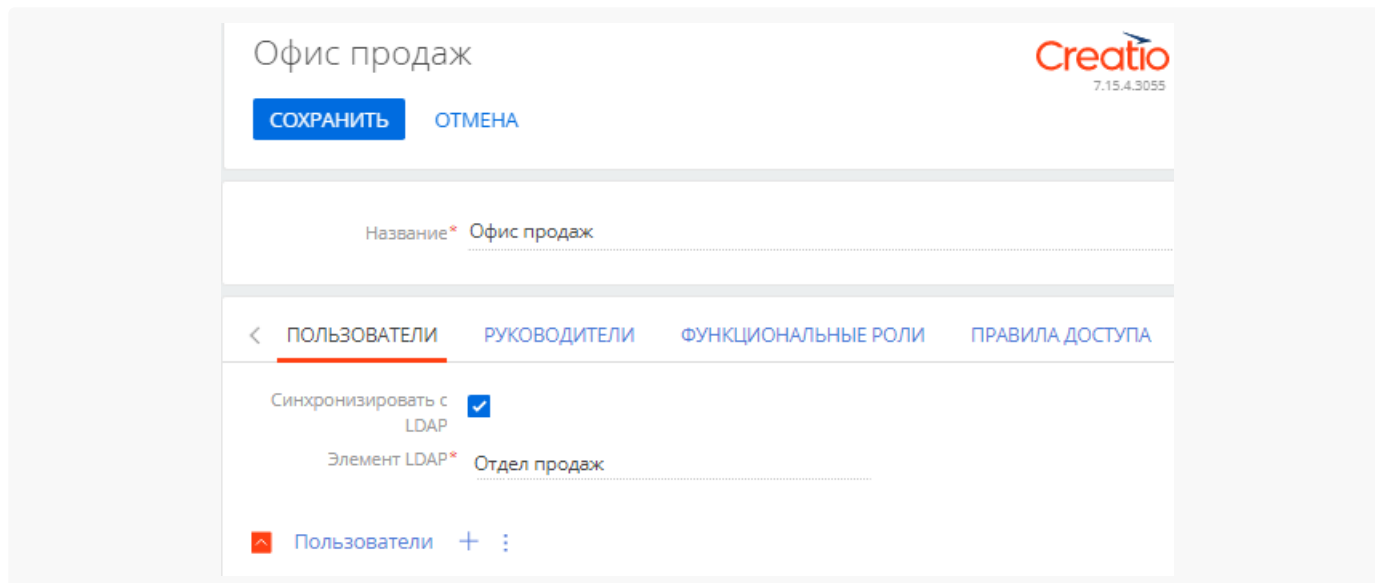 Офис продаж
Creatio
7.15.4.3055
СОХРАНИТЬ ОТМЕНА
Название* Офис продаж
ПОЛЬЗОВАТЕЛИ РУКОВОДИТЕЛИ ФУНКЦИОНАЛЬНЫЕ РОЛИ ПРАВИЛА ДОСТУПА
Синхронизировать с
LDAP
Элемент LDAP* Отдел продаж
Пользователи